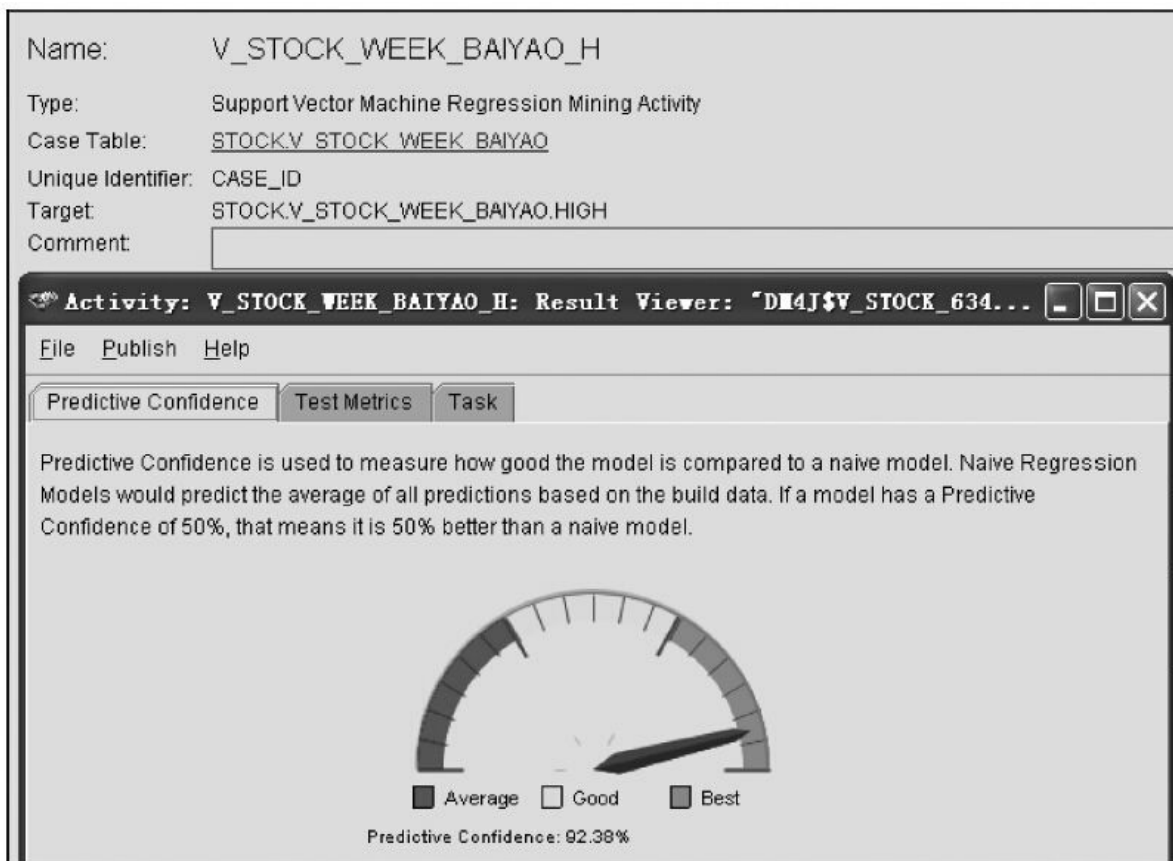 Name: V_STOCK_WEEK_BAIYAO_H
Type: Support Vector Machine Regression Mining Activity
Case Table: STOCK.V_STOCK_WEEK_BAIYAO
Unique Identifier: CASE_ID
Target: STOCK.V_STOCK_WEEK_BAIYAO.HIGH
Comment:
Activity: V_STOCK_WEEK_BAIYAO_H: Result Viewer: "DM4J$V_STOCK_634...
File Publish Help
Predictive Confidence Test Metrics Task
Predictive Confidence is used to measure how good the model is compared to a naive model. Naive Regression
Models would predict the average of all predictions based on the build data. If a model has a Predictive
Confidence of 50%, that means it is 50% better than a naive model.
Average Good Best
Predictive Confidence: 92.38%